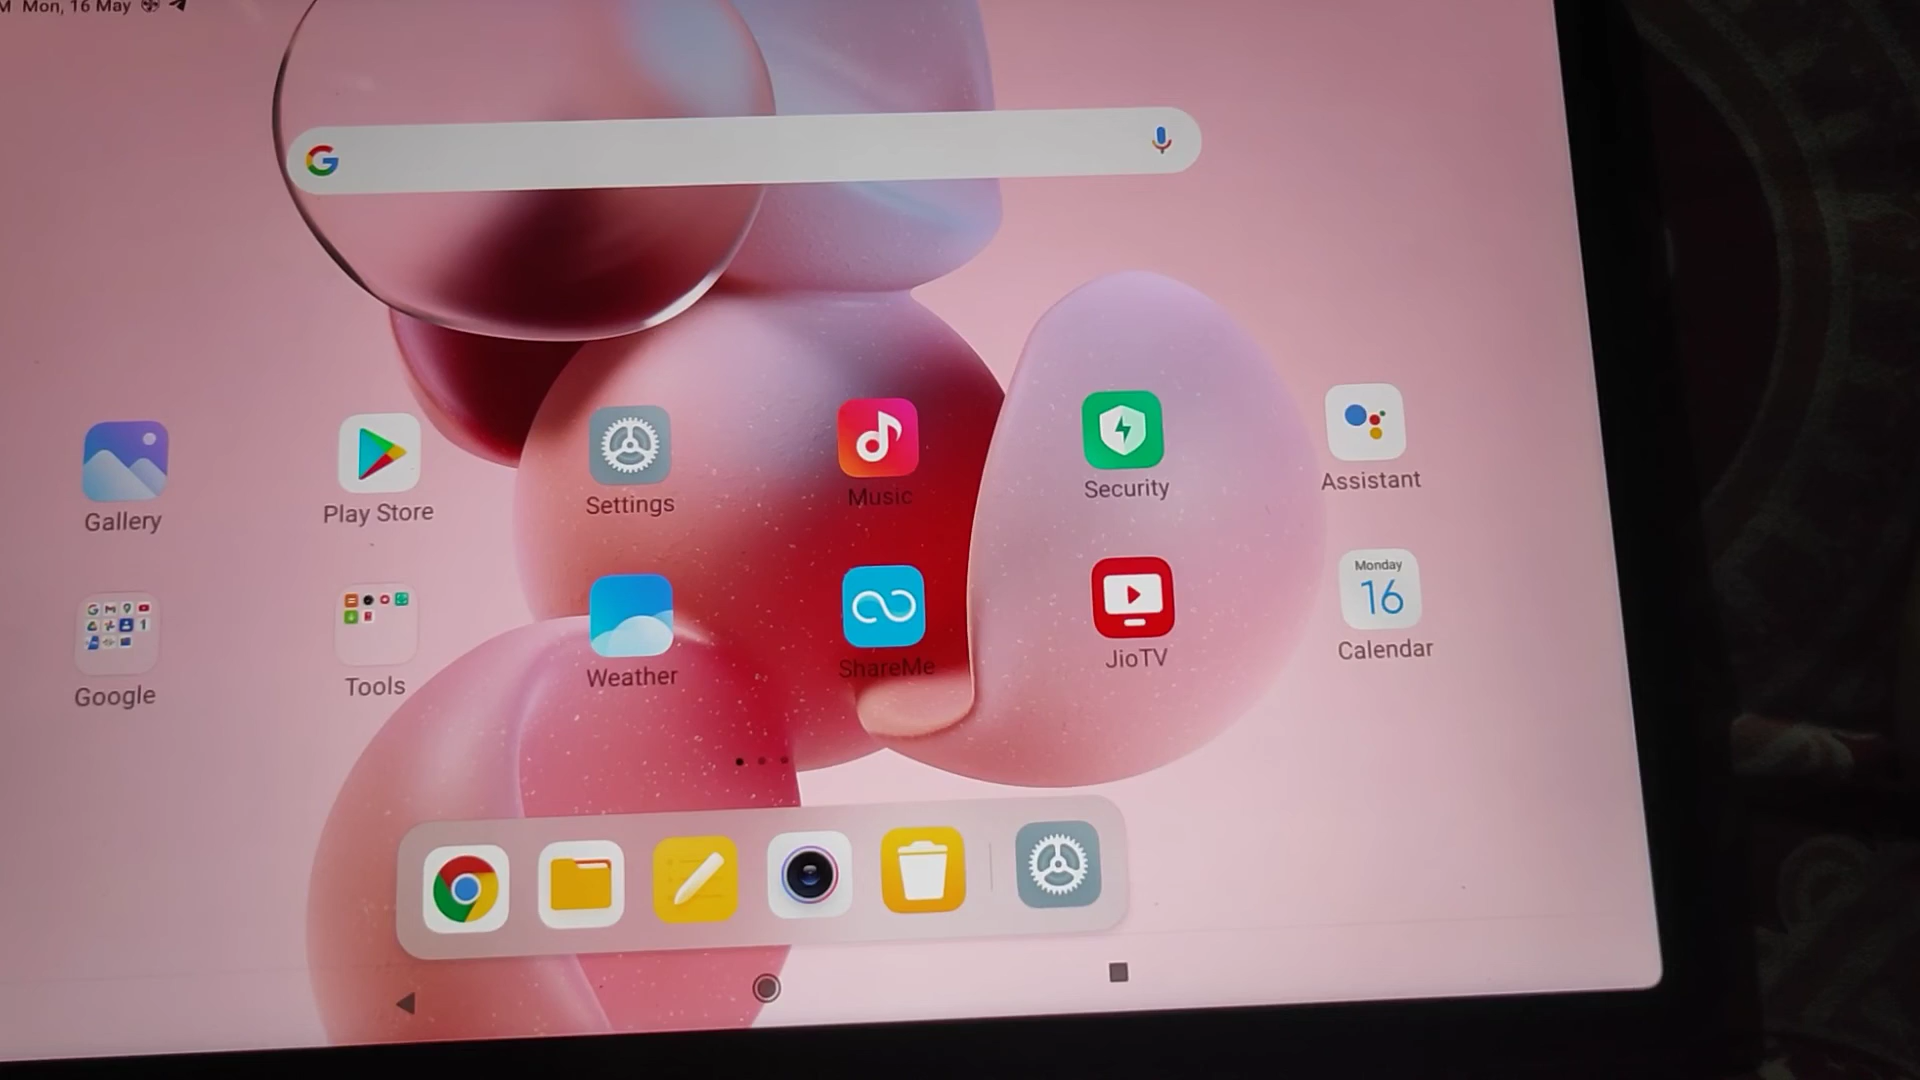 M Mon, 16 May
Gallery
Play Store
Settings
Music
Security
Assistant
Google
Tools
Weather
ShareMe
JioTV
Monday
16
Calendar